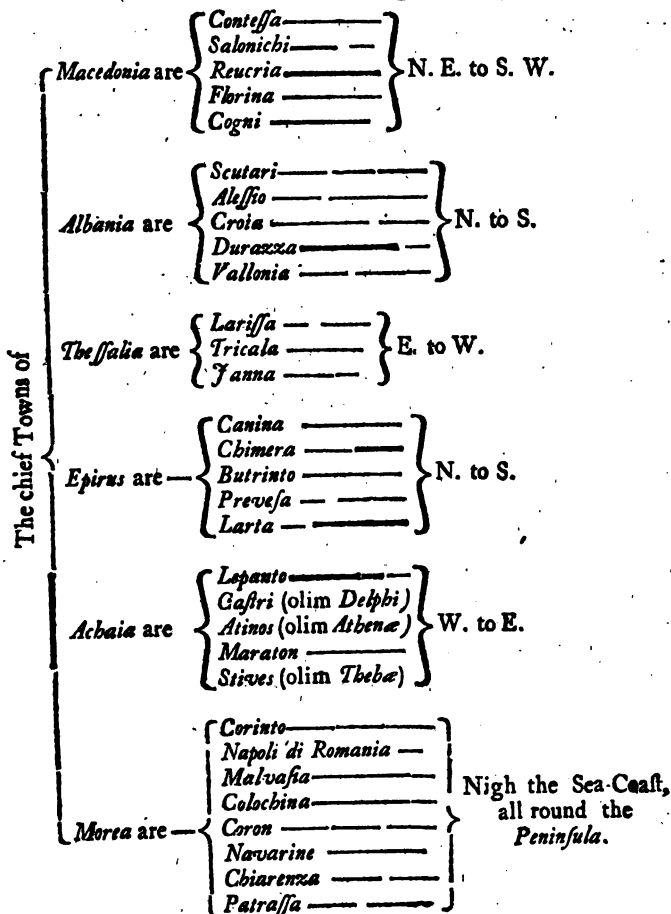 The chief Towns of
Macedonia are
Conteſſa
Salonichi
Reucria
Florina
Cogni
N. E. to S. W.
Albania are
Scutari
Aleſſio
Croia
Durazza
Vallonia
N. to S.
Theſſalia are
Lariſſa
Tricala
Janna
E. to W.
Epirus are
Canina
Chimera
Butrinto
Preveſa
Larta
N. to S.
Achaia are
Lepanto
Caſtri (olim Delphi)
Atinos (olim Athenæ)
Maraton
Stives (olim Thebæ)
W. to E.
Morea are
Corinto
Napoli di Romania
Malvaſia
Colochina
Coron
Navarine
Chiarenza
Patraſſa
Nigh the Sea-Coaſt,
all round the
Peninſula.